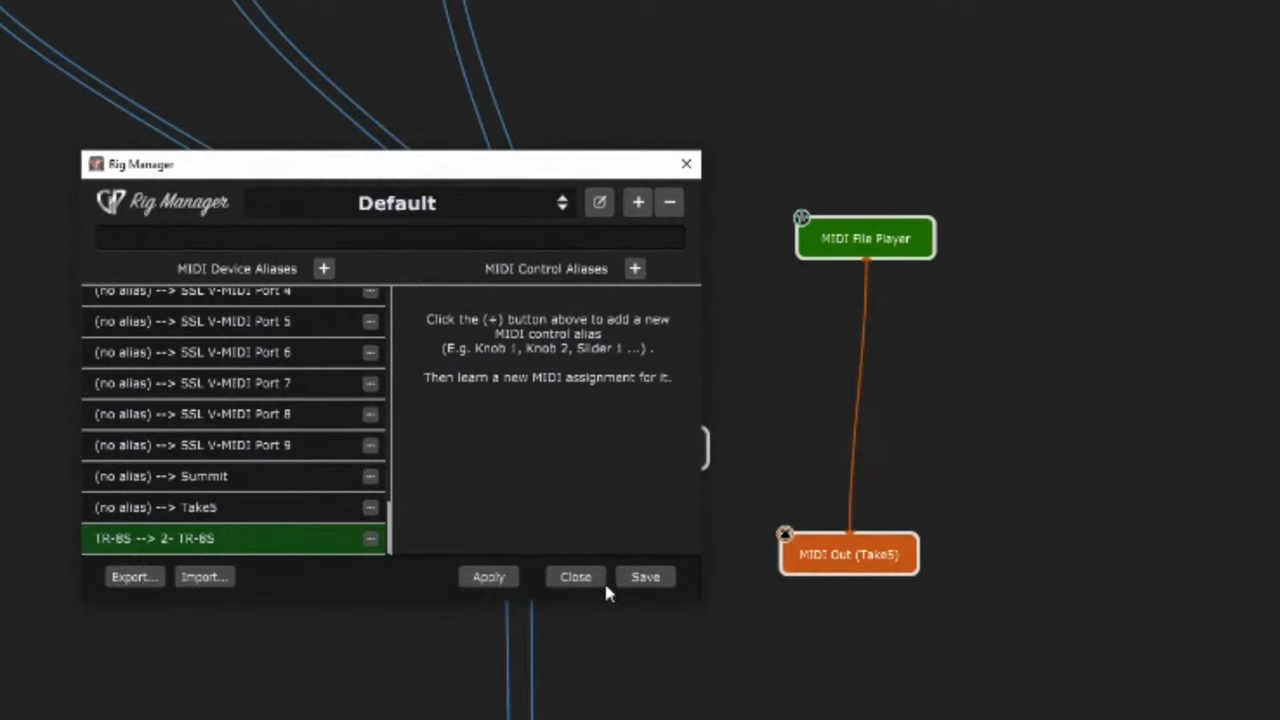 Rig Manager
GP Rig Manager
Default
MIDI Device Aliases
MIDI Control Aliases
(no alias) --> SSL V-MIDI Port 4
(no alias) --> SSL V-MIDI Port 5
(no alias) --> SSL V-MIDI Port 6
(no alias) --> SSL V-MIDI Port 7
(no alias) --> SSL V-MIDI Port 8
(no alias) --> SSL V-MIDI Port 9
(no alias) --> Summit
(no alias) --> Take5
TR-8S --> 2- TR-8S
Click the (+) button above to add a new
MIDI control alias
(E.g. Knob 1, Knob 2, Slider 1 ...) .
Then learn a new MIDI assignment for it.
Export...
Import...
Apply
Close
Save
MIDI File Player
MIDI Out (Take5)